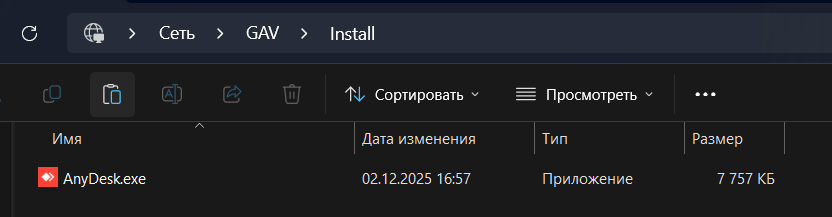 Сеть > GAV > Install
Сортировать Просмотреть
Имя Дата изменения Тип Размер
AnyDesk.exe 02.12.2025 16:57 Приложение 7 757 КБ